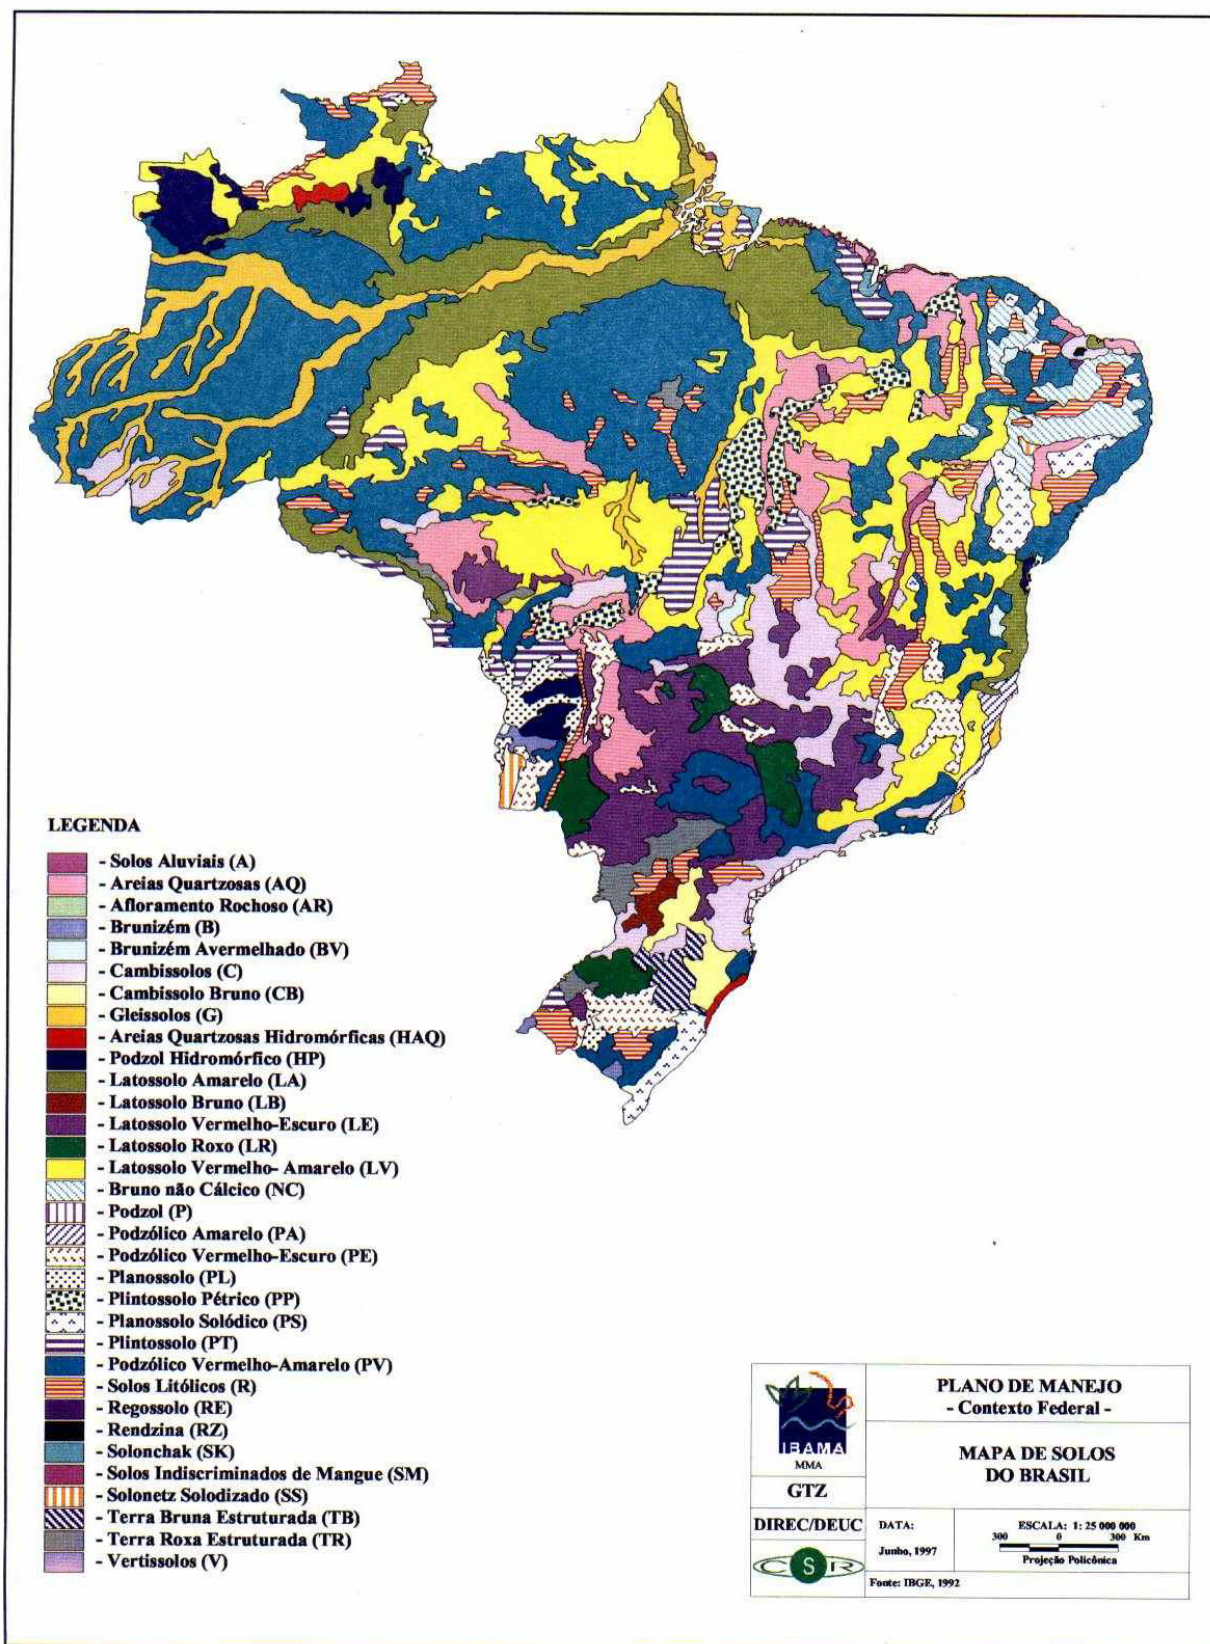 LEGENDA
- Solos Aluviais (A)
- Areias Quartzosas (AQ)
- Afloramento Rochoso (AR)
- Brunizém (B)
- Brunizém Avermelhado (BV)
- Cambissolos (C)
- Cambissolo Bruno (CB)
- Gleissolos (G)
- Areias Quartzosas Hidromórficas (HAQ)
- Podzol Hidromórfico (HP)
- Latossolo Amarelo (LA)
- Latossolo Bruno (LB)
- Latossolo Vermelho-Escuro (LE)
- Latossolo Roxo (LR)
- Latossolo Vermelho- Amarelo (LV)
- Bruno não Cálcico (NC)
- Podzol (P)
- Podzólico Amarelo (PA)
- Podzólico Vermelho-Escuro (PE)
- Planossolo (PL)
- Plintossolo Pétrico (PP)
- Planossolo Solódico (PS)
- Plintossolo (PT)
- Podzólico Vermelho-Amarelo (PV)
- Solos Litólicos (R)
- Regossolo (RE)
- Rendzina (RZ)
- Solonchak (SK)
- Solos Indiscriminados de Mangue (SM)
- Solonetz Solodizado (SS)
- Terra Bruna Estruturada (TB)
- Terra Roxa Estruturada (TR)
- Vertissolos (V)
IBAMA
MMA
GTZ
DIREC/DEUC
CSR
PLANO DE MANEJO
- Contexto Federal -
MAPA DE SOLOS
DO BRASIL
DATA:
Junho, 1997
ESCALA: 1: 25 000 000
300 0 300 Km
Projeção Policônica
Fonte: IBGE, 1992